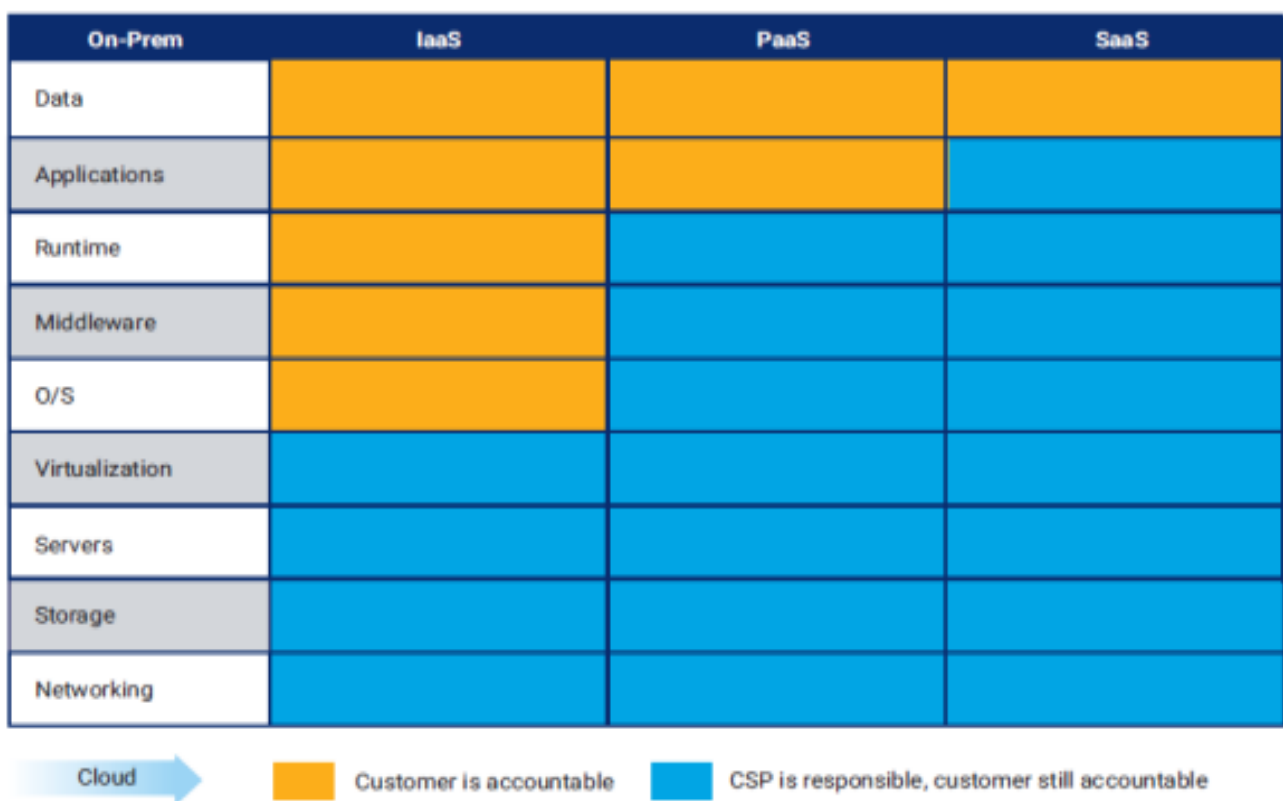 On-Prem IaaS PaaS SaaS
Data
Applications
Runtime
Middleware
O/S
Virtualization
Servers
Storage
Networking
Cloud Customer is accountable CSP is responsible, customer still accountable